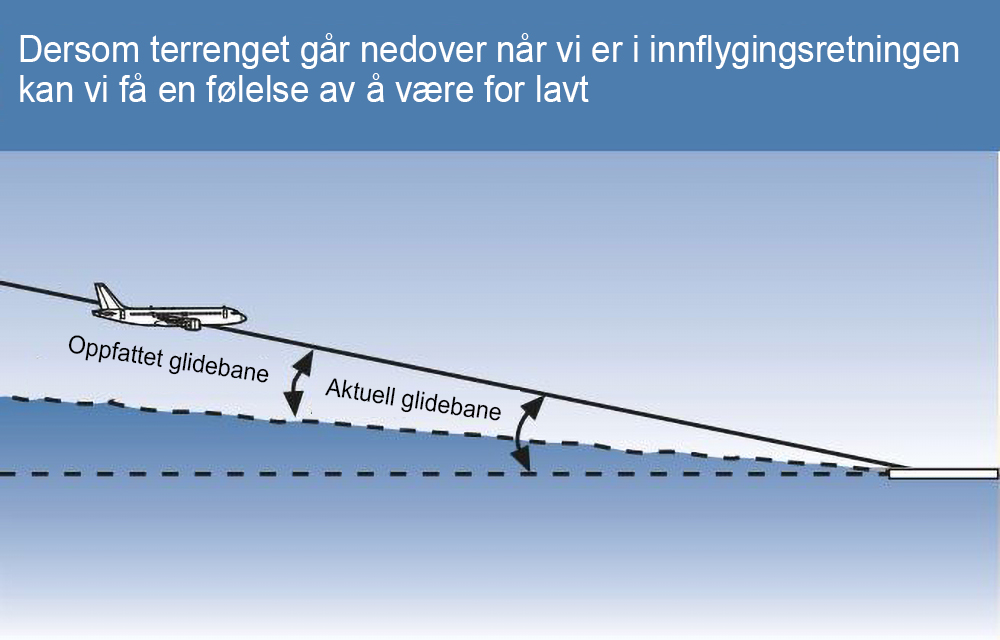 Dersom terrenget går nedover når vi er i innflygingsretningen
kan vi få en følelse av å være for lavt
Oppfattet glidebane
Aktuell glidebane